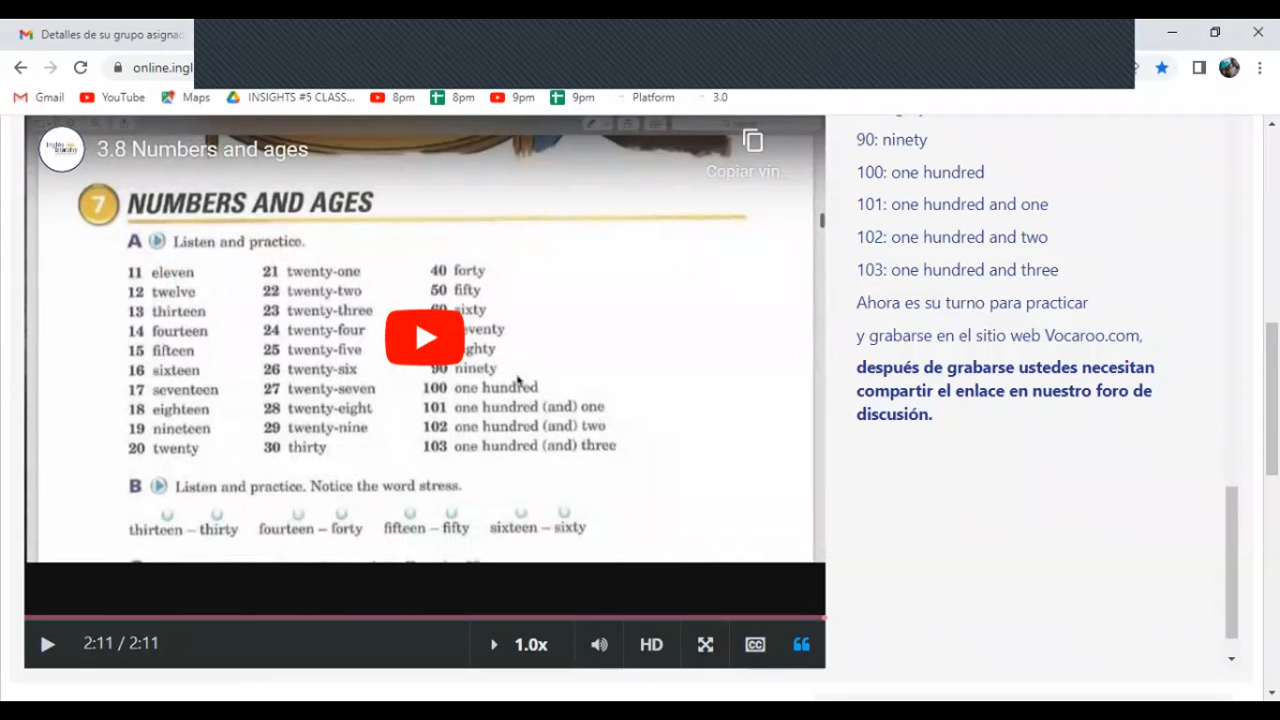 Detalles de su grupo asignad
online.ingl
Gmail YouTube Maps INSIGHTS #5 CLASS... 8pm 8pm 9pm 9pm Platform 3.0
3.8 Numbers and ages
Copiar vín...
7 NUMBERS AND AGES
A Listen and practice.
11 eleven 21 twenty-one 40 forty
12 twelve 22 twenty-two 50 fifty
13 thirteen 23 twenty-three 60 sixty
14 fourteen 24 twenty-four eventy
15 fifteen 25 twenty-five ghty
16 sixteen 26 twenty-six 90 ninety
17 seventeen 27 twenty-seven 100 one hundred
18 eighteen 28 twenty-eight 101 one hundred (and) one
19 nineteen 29 twenty-nine 102 one hundred (and) two
20 twenty 30 thirty 103 one hundred (and) three
B Listen and practice. Notice the word stress.
thirteen – thirty fourteen – forty fifteen – fifty sixteen – sixty
2:11 / 2:11 1.0x HD CC
90: ninety
100: one hundred
101: one hundred and one
102: one hundred and two
103: one hundred and three
Ahora es su turno para practicar
y grabarse en el sitio web Vocaroo.com,
después de grabarse ustedes necesitan
compartir el enlace en nuestro foro de
discusión.